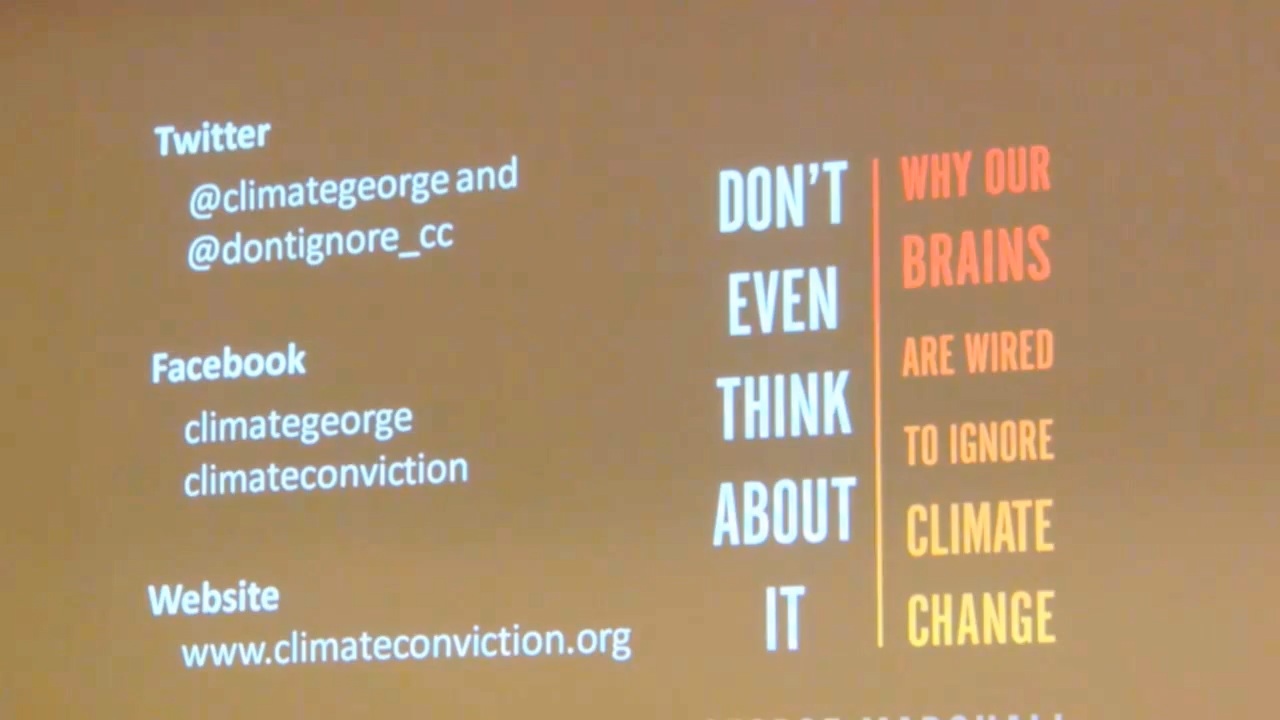 Twitter
@climategeorge and
@dontignore_cc
Facebook
climategeorge
climateconviction
Website
www.climateconviction.org
DON'T
EVEN
THINK
ABOUT
IT
WHY OUR
BRAINS
ARE WIRED
TO IGNORE
CLIMATE
CHANGE